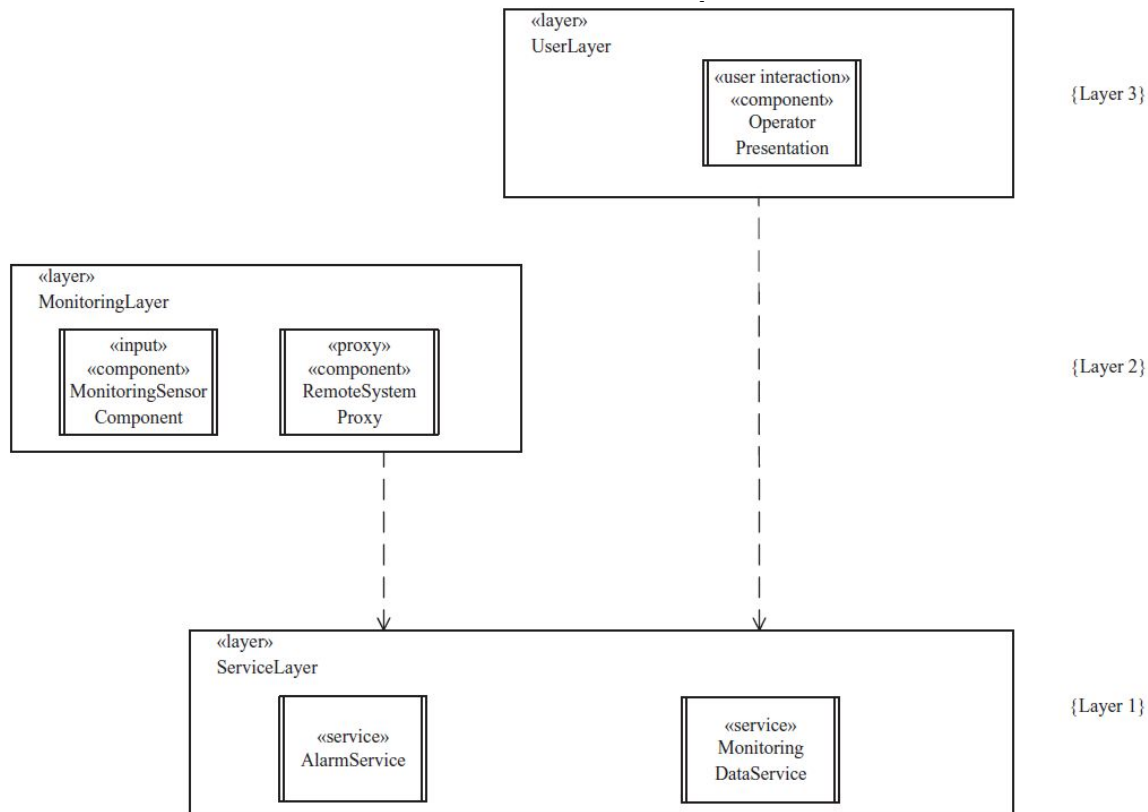 «layer»
UserLayer
«user interaction»
«component»
Operator
Presentation
{Layer 3}
«layer»
MonitoringLayer
«input»
«component»
MonitoringSensor
Component
«proxy»
«component»
RemoteSystem
Proxy
{Layer 2}
«layer»
ServiceLayer
«service»
AlarmService
«service»
Monitoring
DataService
{Layer 1}